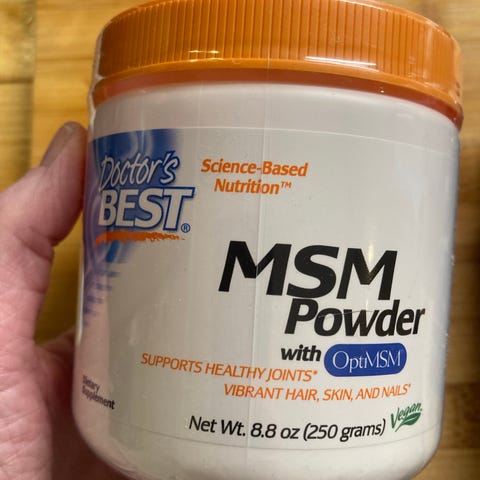 Doctor's
BEST®
Science-Based
Nutrition™
MSM
Powder
with OptiMSM
SUPPORTS HEALTHY JOINTS*
VIBRANT HAIR, SKIN, AND NAILS*
Dietary
Supplement
Net Wt. 8.8 oz (250 grams)
Vegan